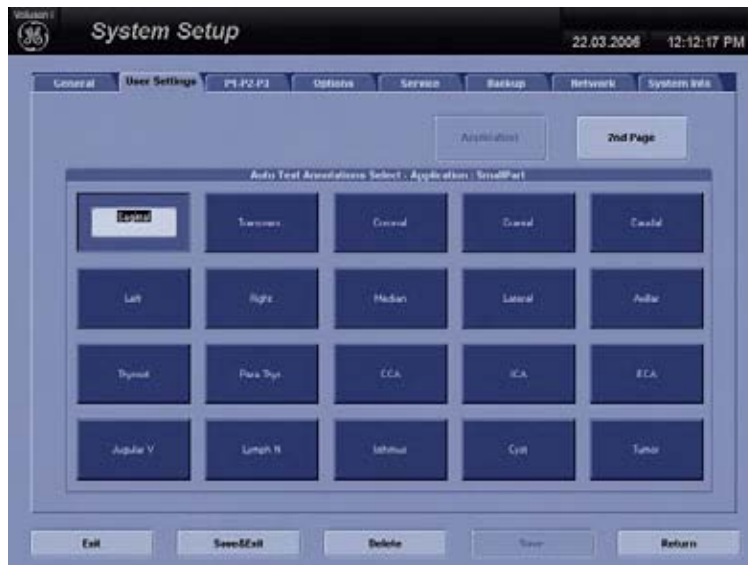 Voluson i
System Setup
22.03.2006 12:12:17 PM
General User Settings P1-P2-P3 Options Service Backup Network System Info
Application 2nd Page
Auto Text Annotations Select - Application : SmallPart
Sagittal Transvers. Coronal Cranial Caudal
Left Right Median Lateral Axillar
Thyroid Para Thyr. CCA ICA ECA
Jugular V Lymph N Isthmus Cyst Tumor
Exit Save&Exit Delete Save Return